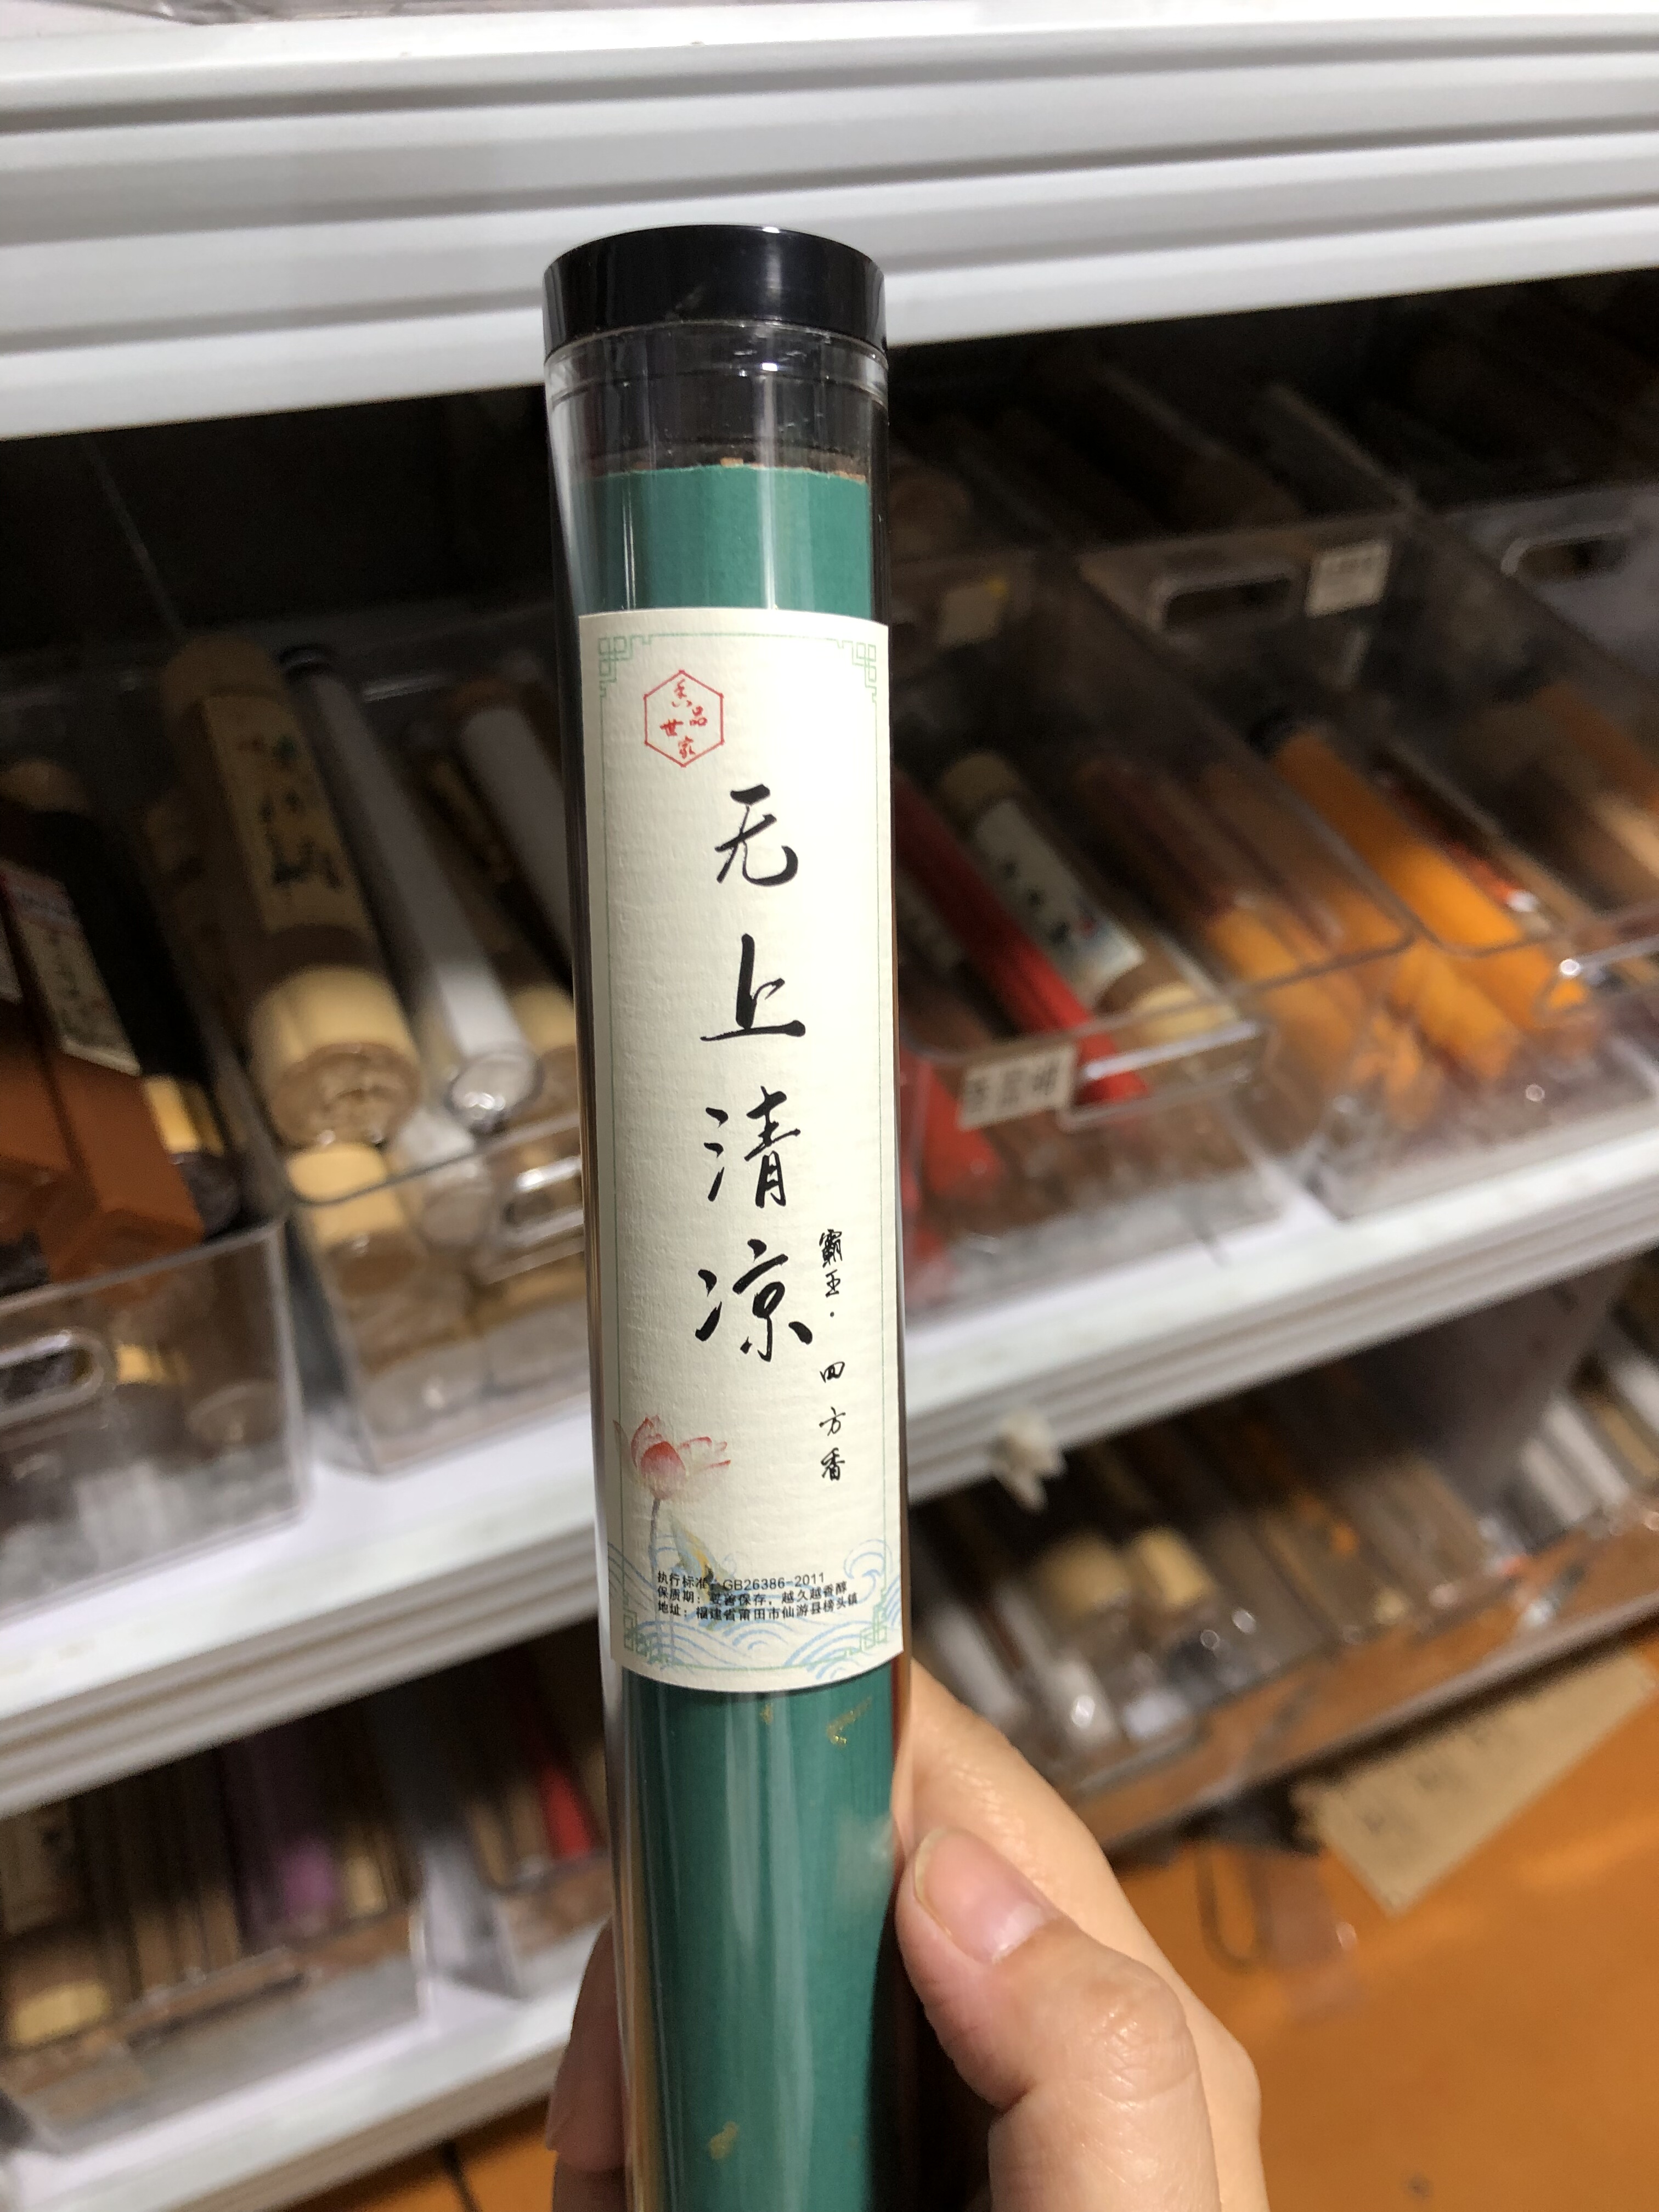 香品世家
无上清凉
霸王·四方香
执行标准：GB26386-2011
保质期：妥善保存，越久越香醇
地址：福建省莆田市仙游县榜头镇